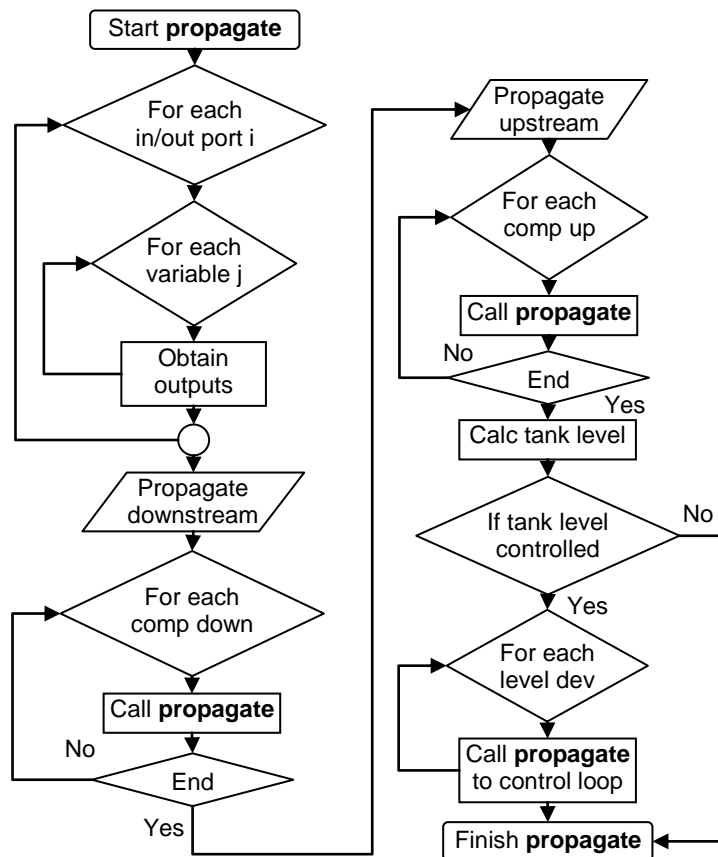 Start propagate
For each
in/out port i
For each
variable j
Obtain
outputs
Propagate
downstream
For each
comp down
Call propagate
No
End
Yes
Propagate
upstream
For each
comp up
Call propagate
No
End
Yes
Calc tank level
If tank level
controlled
No
Yes
For each
level dev
Call propagate
to control loop
Finish propagate